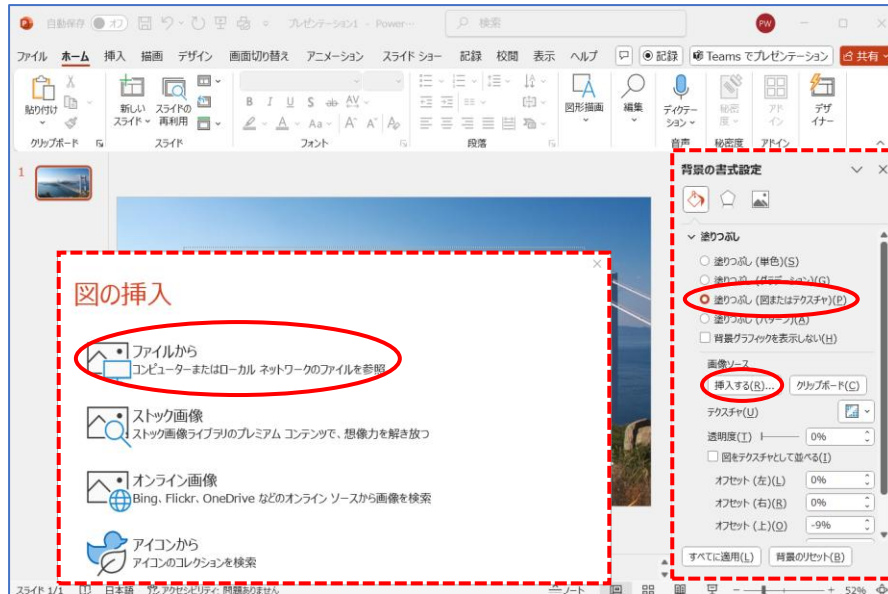 自動保存 オフ プレゼンテーション1 - Power… 検索 PW
ファイル ホーム 挿入 描画 デザイン 画面切り替え アニメーション スライド ショー 記録 校閲 表示 ヘルプ 記録 Teams でプレゼンテーション 共有
貼り付け 新しい スライドの B I U S ab AV 図形描画 編集 ディクテー 秘密 アド デザ
スライド 再利用 A Aa A A A ション 度 イン イナー
クリップボード スライド フォント 段落 音声 秘密度 アドイン
1
背景の書式設定
塗りつぶし
塗りつぶし (単色)(S)
塗りつぶし (グラデーション)(G)
塗りつぶし (図またはテクスチャ)(P)
塗りつぶし (パターン)(A)
背景グラフィックを表示しない(H)
画像ソース
挿入する(R)... クリップボード(C)
テクスチャ(U)
透明度(T) 0%
図をテクスチャとして並べる(I)
オフセット (左)(L) 0%
オフセット (右)(R) 0%
オフセット (上)(O) -9%
すべてに適用(L) 背景のリセット(B)
図の挿入
ファイルから
コンピューターまたはローカル ネットワークのファイルを参照
ストック画像
ストック画像ライブラリのプレミアム コンテンツで、想像力を解き放つ
オンライン画像
Bing、Flickr、OneDrive などのオンライン ソースから画像を検索
アイコンから
アイコンのコレクションを検索
スライド 1/1 日本語 アクセシビリティ: 問題ありません ノート 52%